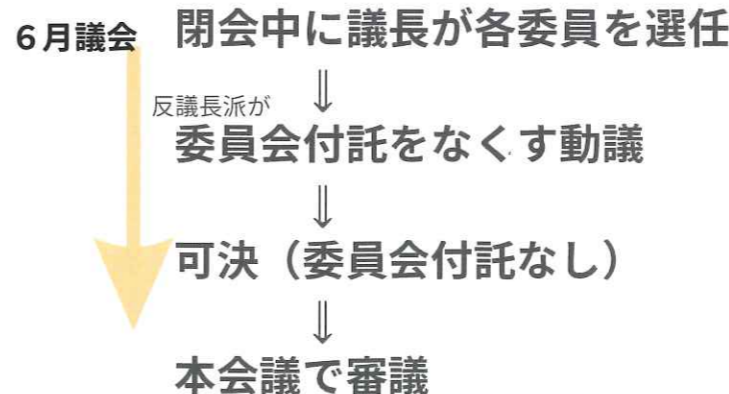 6月議会
閉会中に議長が各委員を選任
⇓
反議長派が
委員会付託をなくす動議
⇓
可決（委員会付託なし）
⇓
本会議で審議